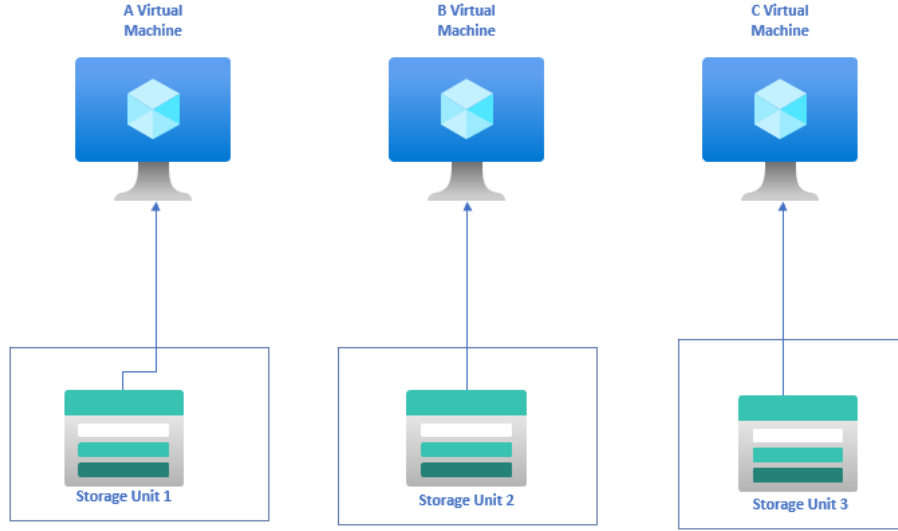 A Virtual
Machine
B Virtual
Machine
C Virtual
Machine
Storage Unit 1
Storage Unit 2
Storage Unit 3